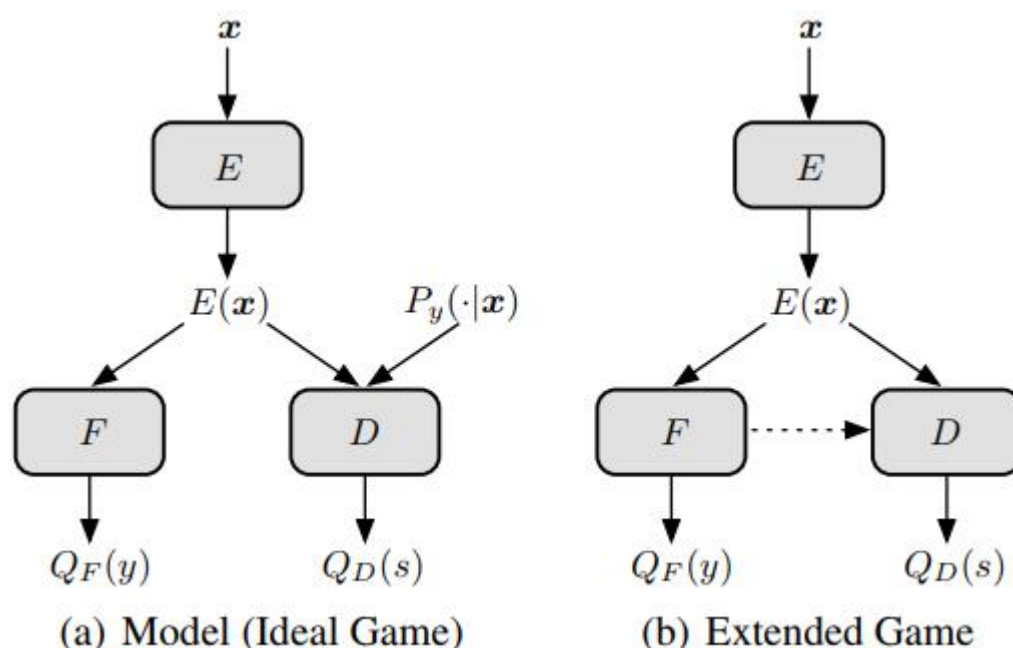 x
E
E(x) P_y(·|x)
F D
Q_F(y) Q_D(s)
(a) Model (Ideal Game)
x
E
E(x)
F D
Q_F(y) Q_D(s)
(b) Extended Game